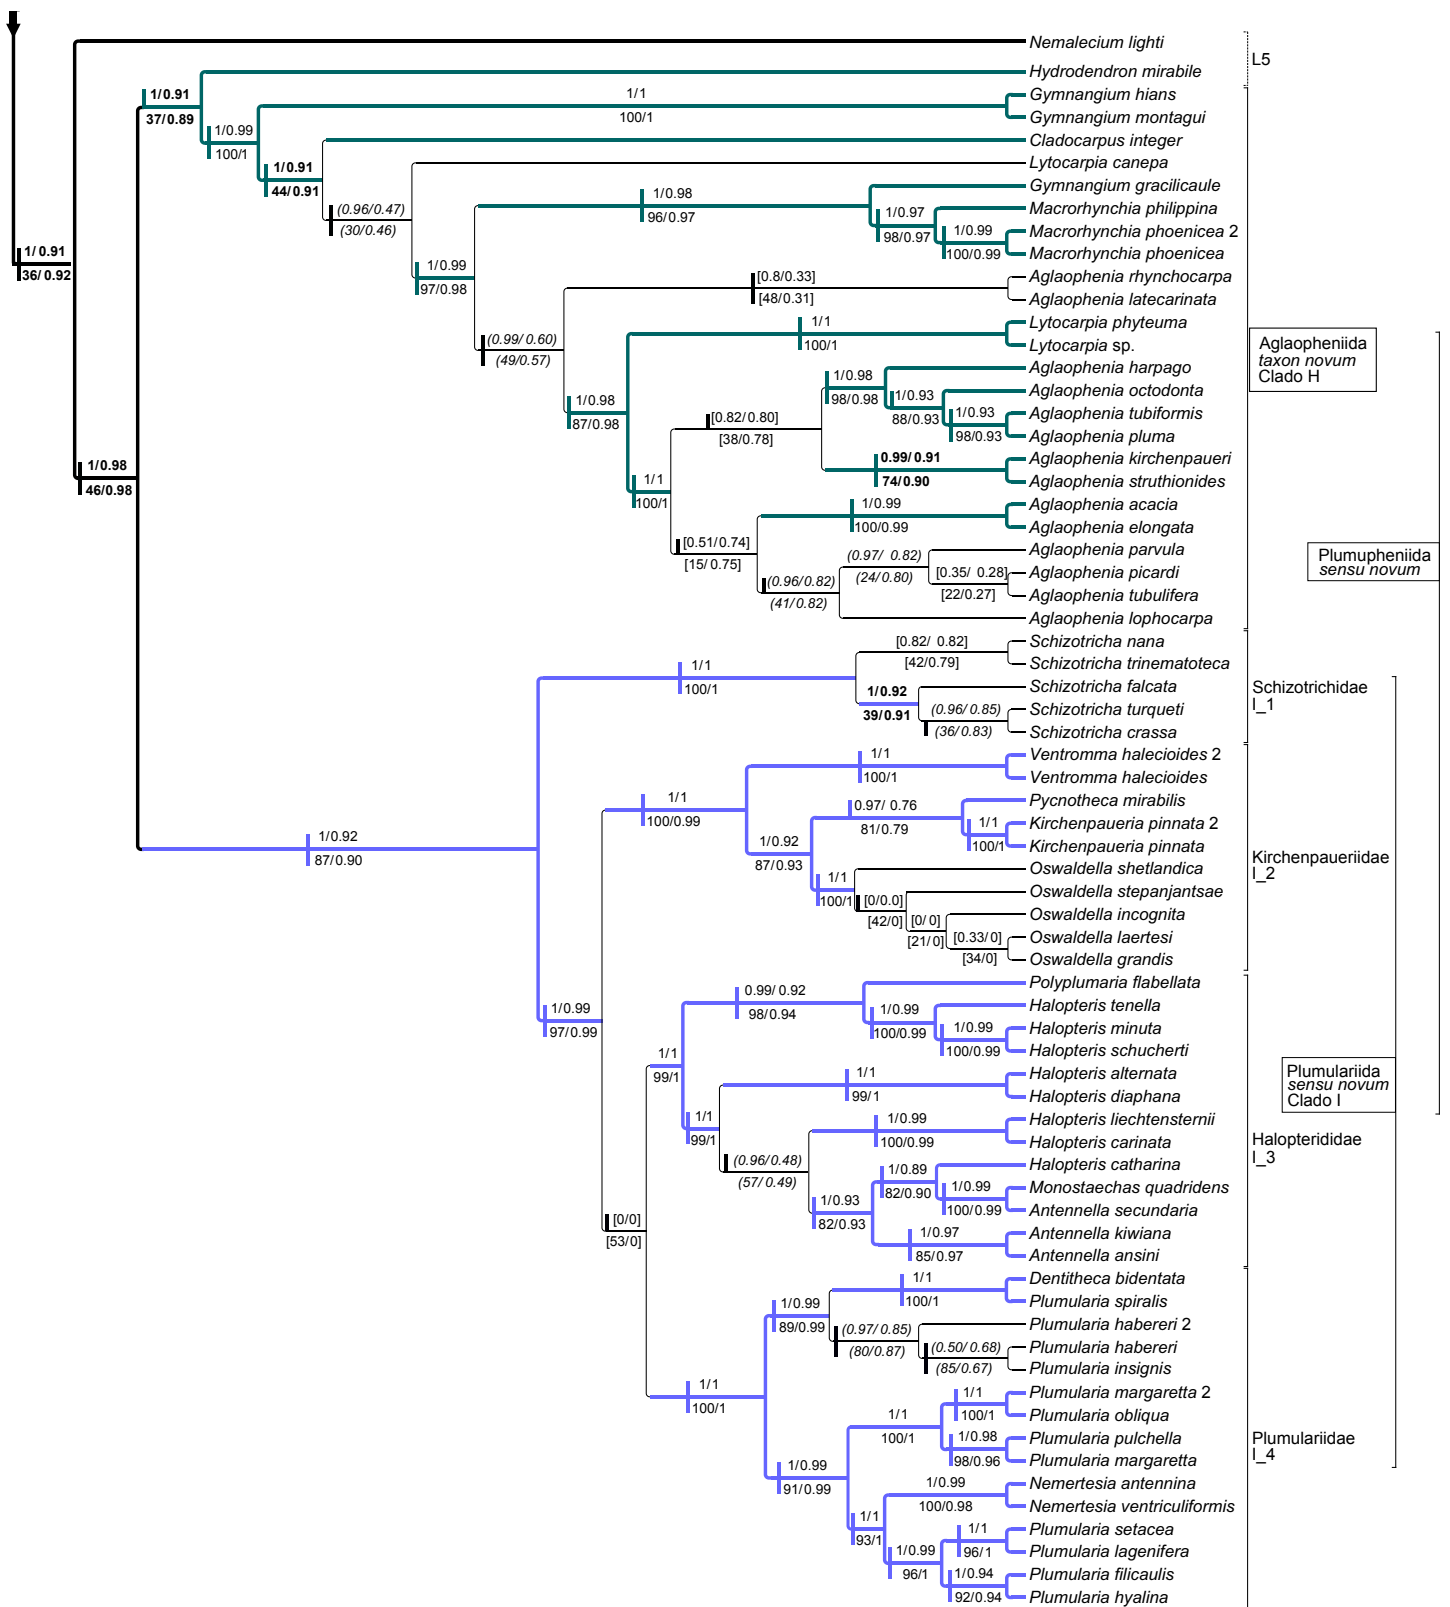 Nemalecium lighti
L5
Hydrodendron mirabile
1/0.91
37/0.89
1/1
100/1
Gymnangium hians
Gymnangium montagui
1/0.99
100/1
Cladocarpus integer
1/0.91
44/0.91
Lytocarpia canepa
(0.96/0.47)
(30/0.46)
1/0.98
96/0.97
Gymnangium gracilicaule
Macrorhynchia philippina
1/0.97
98/0.97
Macrorhynchia phoenicea 2
1/0.99
100/0.99
Macrorhynchia phoenicea
1/0.91
36/0.92
1/0.99
97/0.98
[0.8/0.33]
[48/0.31]
Aglaophenia rhynchocarpa
Aglaophenia latecarinata
1/1
100/1
Lytocarpia phyteuma
Lytocarpia sp.
(0.99/0.60)
(49/0.57)
Aglaopheniida
taxon novum
Clado H
1/0.98
98/0.98
Aglaophenia harpago
1/0.93
88/0.93
Aglaophenia octodonta
1/0.98
87/0.98
1/0.93
98/0.93
Aglaophenia tubiformis
Aglaophenia pluma
[0.82/0.80]
[38/0.78]
0.99/0.91
74/0.90
Aglaophenia kirchenpaueri
Aglaophenia struthionides
1/0.98
46/0.98
1/1
100/1
1/0.99
100/0.99
Aglaophenia acacia
Aglaophenia elongata
[0.51/0.74]
[15/0.75]
(0.97/ 0.82)
(24/0.80)
Aglaophenia parvula
[0.35/ 0.28]
[22/0.27]
Aglaophenia picardi
Aglaophenia tubulifera
Plumupheniida
sensu novum
(0.96/0.82)
(41/0.82)
Aglaophenia lophocarpa
[0.82/ 0.82]
[42/0.79]
Schizotricha nana
Schizotricha trinematoteca
1/1
100/1
1/0.92
39/0.91
Schizotricha falcata
Schizotrichidae
I_1
(0.96/0.85)
(36/0.83)
Schizotricha turqueti
Schizotricha crassa
1/1
100/1
Ventromma halecioides 2
Ventromma halecioides
1/1
100/0.99
0.97/ 0.76
81/0.79
Pycnotheca mirabilis
1/1
100/1
Kirchenpaueria pinnata 2
Kirchenpaueria pinnata
1/0.92
87/0.90
1/0.92
87/0.93
Kirchenpaueriidae
I_2
Oswaldella shetlandica
1/1
100/1
[0/0.0]
[42/0]
Oswaldella stepanjantsae
[0/ 0]
[21/0]
Oswaldella incognita
[0.33/0]
[34/0]
Oswaldella laertesi
Oswaldella grandis
0.99/ 0.92
98/0.94
Polyplumaria flabellata
1/0.99
97/0.99
1/0.99
100/0.99
Halopteris tenella
1/0.99
100/0.99
Halopteris minuta
Halopteris schucherti
1/1
99/1
1/1
99/1
Halopteris alternata
Halopteris diaphana
Plumulariida
sensu novum
Clado I
1/1
99/1
1/0.99
100/0.99
Halopteris liechtensternii
Halopteris carinata
Halopterididae
I_3
(0.96/0.48)
(57/0.49)
1/0.89
82/0.90
Halopteris catharina
1/0.99
100/0.99
Monostaechas quadridens
Antennella secundaria
1/0.93
82/0.93
[0/0]
[53/0]
1/0.97
85/0.97
Antennella kiwiana
Antennella ansini
1/1
100/1
Dentitheca bidentata
Plumularia spiralis
1/0.99
89/0.99
(0.97/0.85)
(80/0.87)
Plumularia habereri 2
(0.50/0.68)
(85/0.67)
Plumularia habereri
Plumularia insignis
1/1
100/1
1/1
100/1
Plumularia margaretta 2
Plumularia obliqua
1/1
100/1
1/0.98
98/0.96
Plumularia pulchella
Plumularia margaretta
Plumulariidae
I_4
1/0.99
91/0.99
1/0.99
100/0.98
Nemertesia antennina
Nemertesia ventriculiformis
1/1
93/1
1/1
96/1
Plumularia setacea
Plumularia lagenifera
1/0.99
96/1
1/0.94
92/0.94
Plumularia filicaulis
Plumularia hyalina